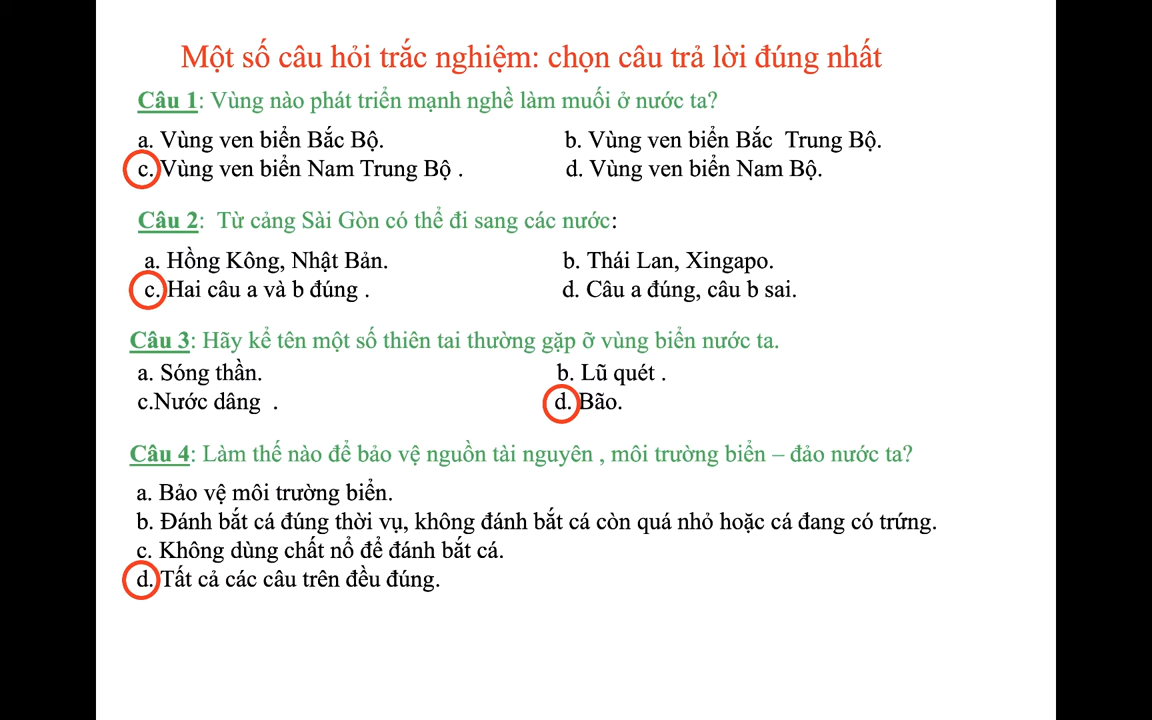 Một số câu hỏi trắc nghiệm: chọn câu trả lời đúng nhất
Câu 1: Vùng nào phát triển mạnh nghề làm muối ở nước ta?
a. Vùng ven biển Bắc Bộ. b. Vùng ven biển Bắc Trung Bộ.
c. Vùng ven biển Nam Trung Bộ . d. Vùng ven biển Nam Bộ.
Câu 2: Từ cảng Sài Gòn có thể đi sang các nước:
a. Hồng Kông, Nhật Bản. b. Thái Lan, Xingapo.
c. Hai câu a và b đúng . d. Câu a đúng, câu b sai.
Câu 3: Hãy kể tên một số thiên tai thường gặp ỡ vùng biển nước ta.
a. Sóng thần. b. Lũ quét .
c.Nước dâng . d. Bão.
Câu 4: Làm thế nào để bảo vệ nguồn tài nguyên , môi trường biển – đảo nước ta?
a. Bảo vệ môi trường biển.
b. Đánh bắt cá đúng thời vụ, không đánh bắt cá còn quá nhỏ hoặc cá đang có trứng.
c. Không dùng chất nổ để đánh bắt cá.
d. Tất cả các câu trên đều đúng.